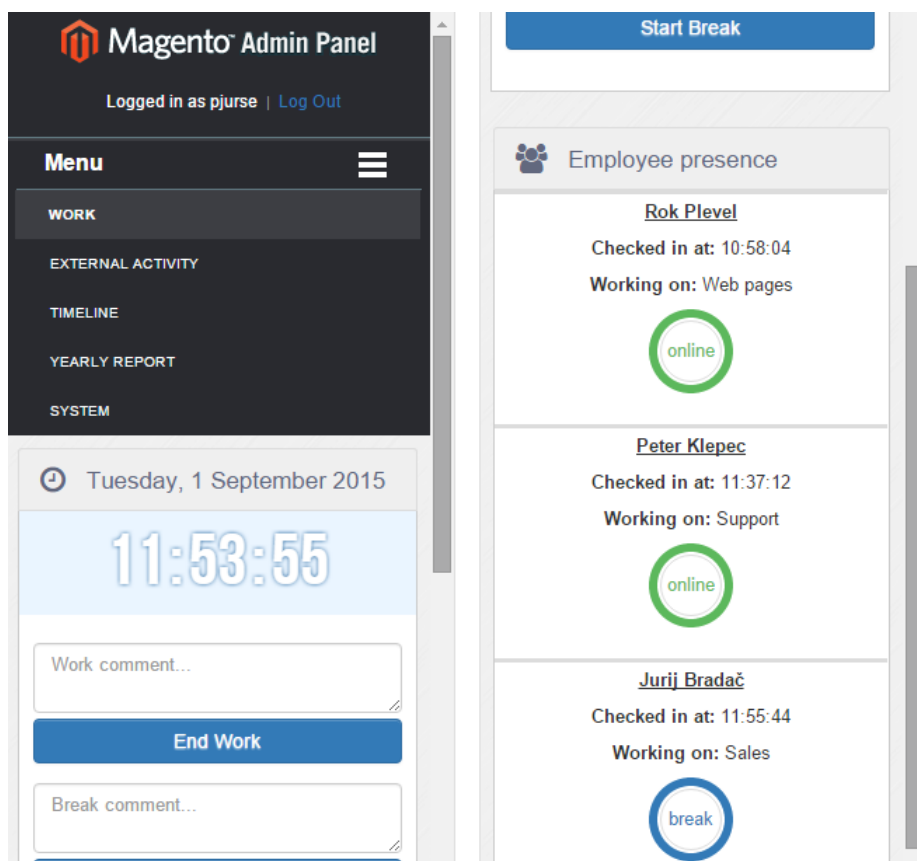 Magento Admin Panel
Logged in as pjurse | Log Out
Menu
WORK
EXTERNAL ACTIVITY
TIMELINE
YEARLY REPORT
SYSTEM
Tuesday, 1 September 2015
11:53:55
Work comment...
End Work
Break comment...
Start Break
Employee presence
Rok Plevel
Checked in at: 10:58:04
Working on: Web pages
online
Peter Klepec
Checked in at: 11:37:12
Working on: Support
online
Jurij Bradač
Checked in at: 11:55:44
Working on: Sales
break